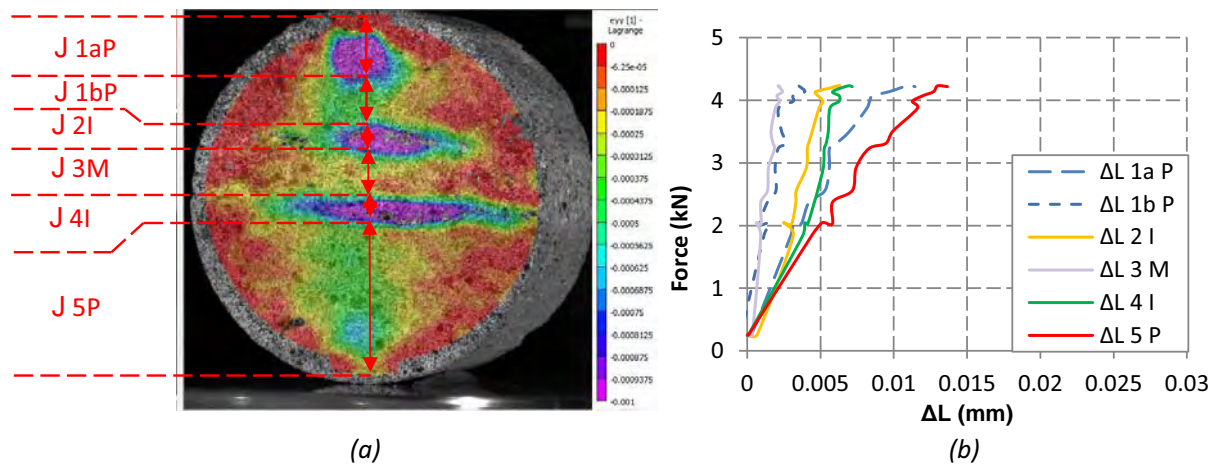 J 1aP
J 1bP
J 2I
J 3M
J 4I
J 5P
eyy [1] -
Lagrange
0
-6.25e-05
-0.000125
-0.0001875
-0.00025
-0.0003125
-0.000375
-0.0004375
-0.0005
-0.0005625
-0.000625
-0.0006875
-0.00075
-0.0008125
-0.000875
-0.0009375
-0.001
(a)
Force (kN)
5
4
3
2
1
0
0 0.005 0.01 0.015 0.02 0.025 0.03
ΔL (mm)
ΔL 1a P
ΔL 1b P
ΔL 2 I
ΔL 3 M
ΔL 4 I
ΔL 5 P
(b)